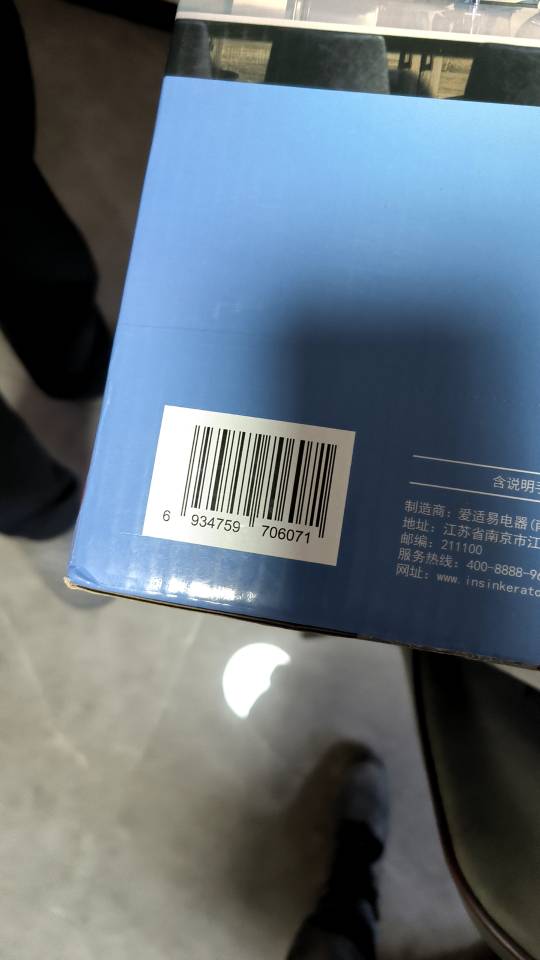 6 934759 706071
含说明
制造商：爱适易电器(
地址：江苏省南京市江
邮编：211100
服务热线：400-8888-9
网址：www.insinkerato